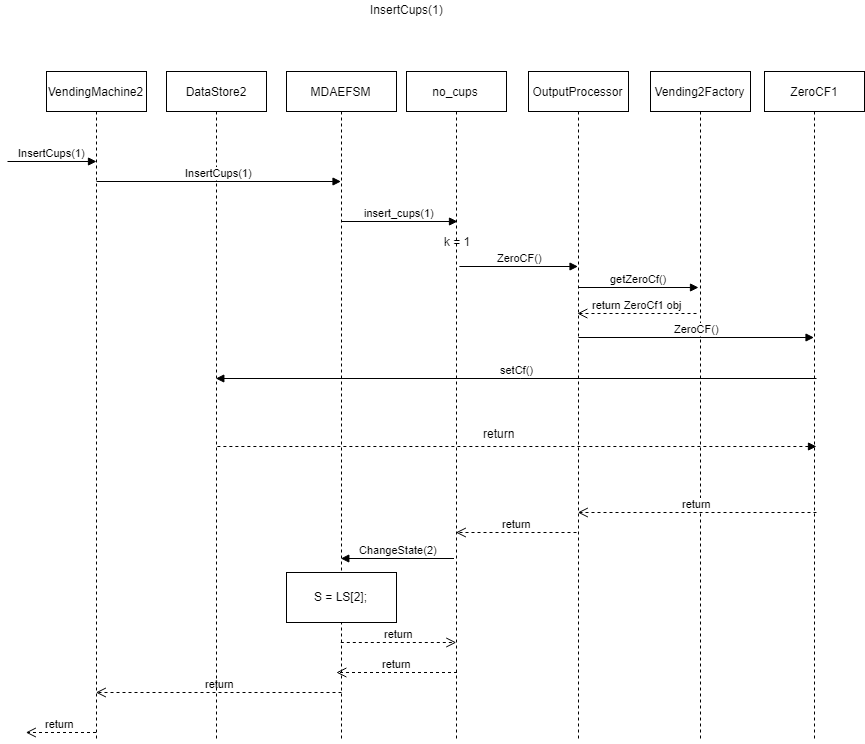 InsertCups(1)
VendingMachine2
DataStore2
MDAEFSM
no_cups
OutputProcessor
Vending2Factory
ZeroCF1
InsertCups(1)
InsertCups(1)
insert_cups(1)
k = 1
ZeroCF()
getZeroCf()
return ZeroCf1 obj
ZeroCF()
setCf()
return
return
return
ChangeState(2)
S = LS[2];
return
return
return
return